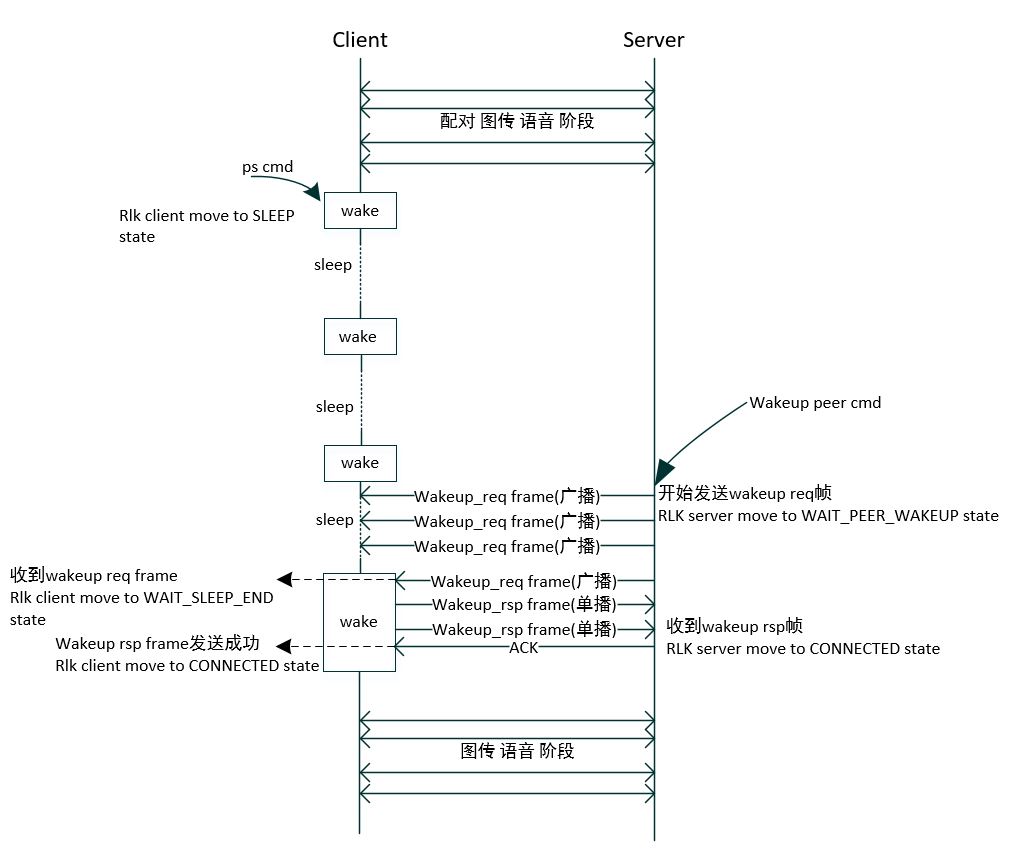 Client
Server
配对 图传 语音 阶段
ps cmd
wake
Rlk client move to SLEEP
state
sleep
wake
sleep
Wakeup peer cmd
wake
Wakeup_req frame(广播)
开始发送wakeup req帧
sleep
Wakeup_req frame(广播)
RLK server move to WAIT_PEER_WAKEUP state
Wakeup_req frame(广播)
收到wakeup req frame
Rlk client move to WAIT_SLEEP_END
state
Wakeup_req frame(广播)
Wakeup_rsp frame(单播)
wake
Wakeup_rsp frame(单播)
收到wakeup rsp帧
RLK server move to CONNECTED state
Wakeup rsp frame发送成功
Rlk client move to CONNECTED state
ACK
图传 语音 阶段